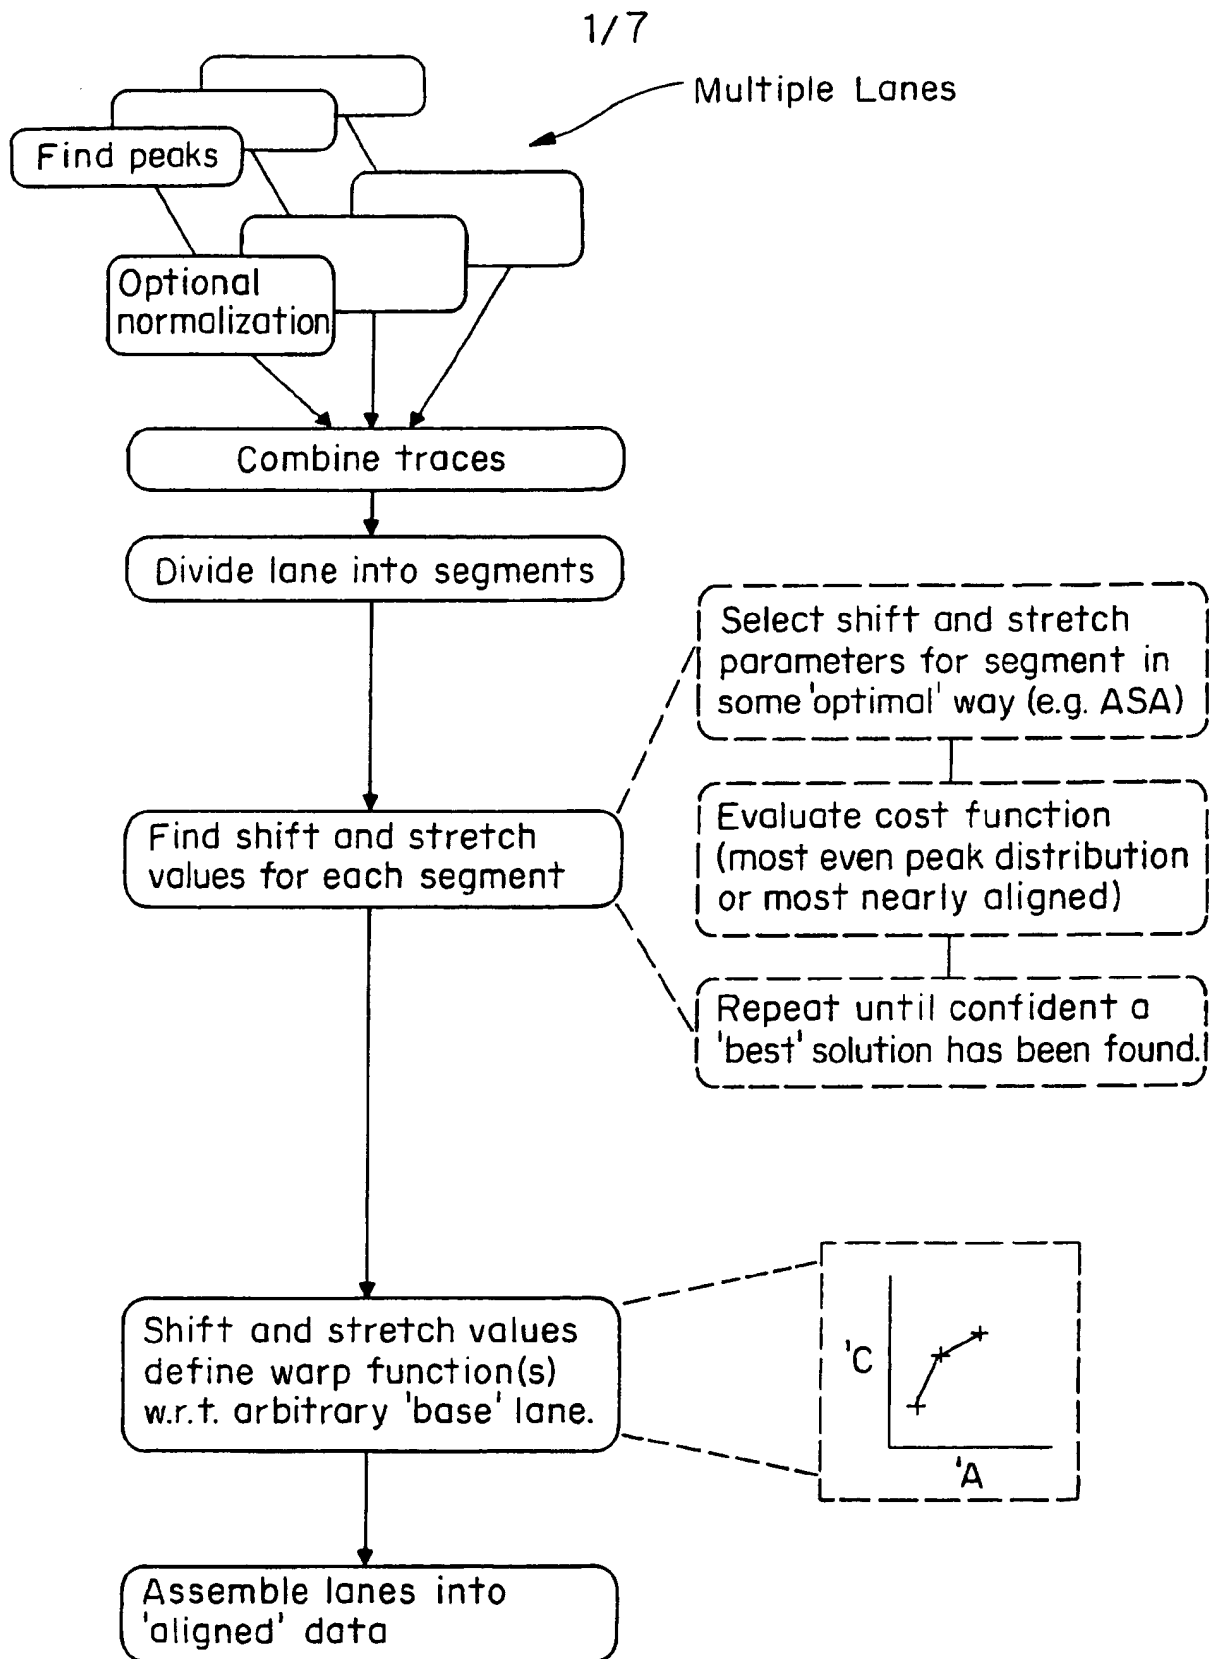 1/7
Multiple Lanes
Find peaks
Optional
normalization
Combine traces
Divide lane into segments
Select shift and stretch
parameters for segment in
some 'optimal' way (e.g. ASA)
Find shift and stretch
values for each segment
Evaluate cost function
(most even peak distribution
or most nearly aligned)
Repeat until confident a
'best' solution has been found.
Shift and stretch values
define warp function(s)
w.r.t. arbitrary 'base' lane.
'C
'A
Assemble lanes into
'aligned' data